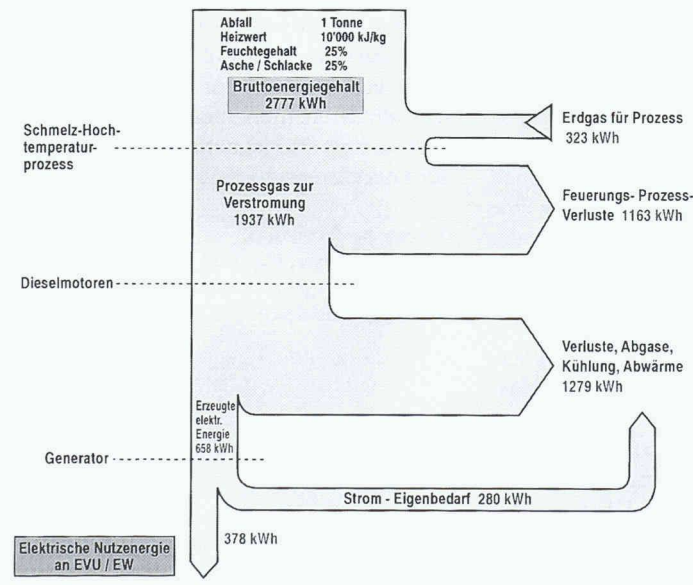 Abfall 1 Tonne
Heizwert 10'000 kJ/kg
Feuchtegehalt 25%
Asche / Schlacke 25%
Bruttoenergiegehalt
2777 kWh
Erdgas für Prozess
323 kWh
Schmelz-Hoch-
temperatur-
prozess
Prozessgas zur
Verstromung
1937 kWh
Feuerungs- Prozess-
Verluste 1163 kWh
Dieselmotoren
Verluste, Abgase,
Kühlung, Abwärme
1279 kWh
Erzeugte
elektr.
Energie
658 kWh
Generator
Strom - Eigenbedarf 280 kWh
378 kWh
Elektrische Nutzenergie
an EVU / EW